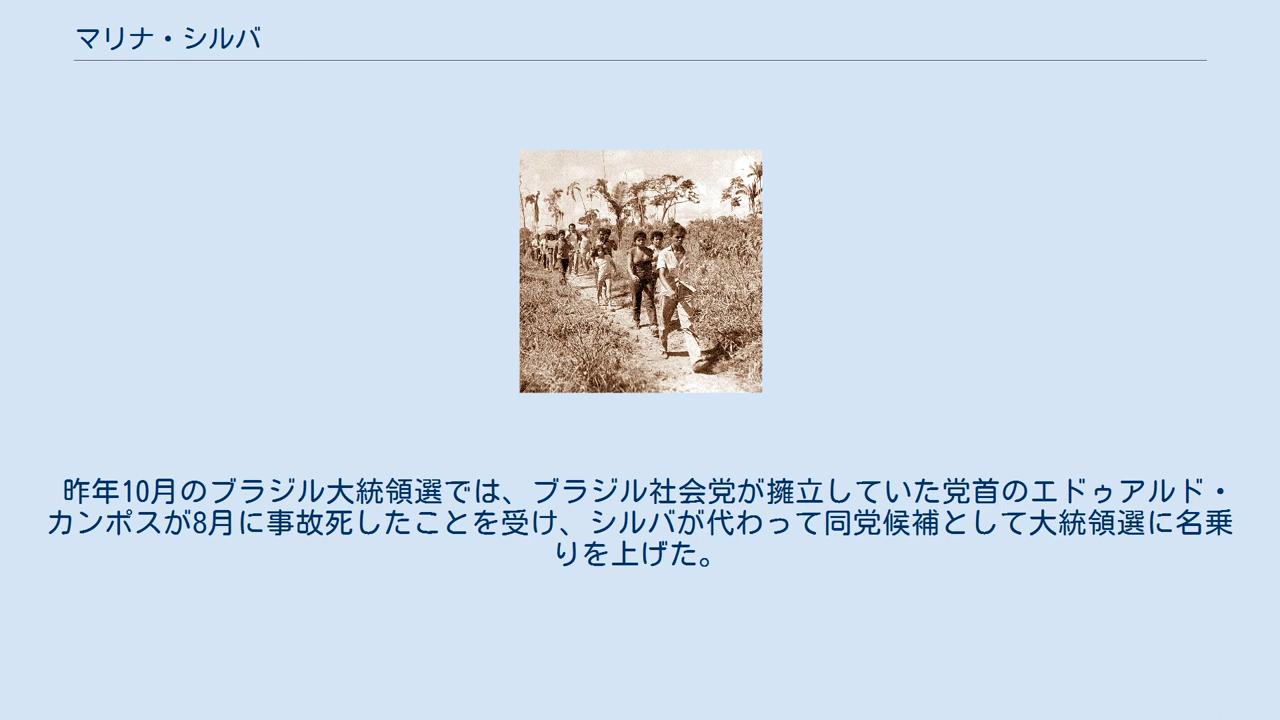 マリナ・シルバ
昨年10月のブラジル大統領選では、ブラジル社会党が擁立していた党首のエドゥアルド・
カンポスが8月に事故死したことを受け、シルバが代わって同党候補として大統領選に名乗
りを上げた。